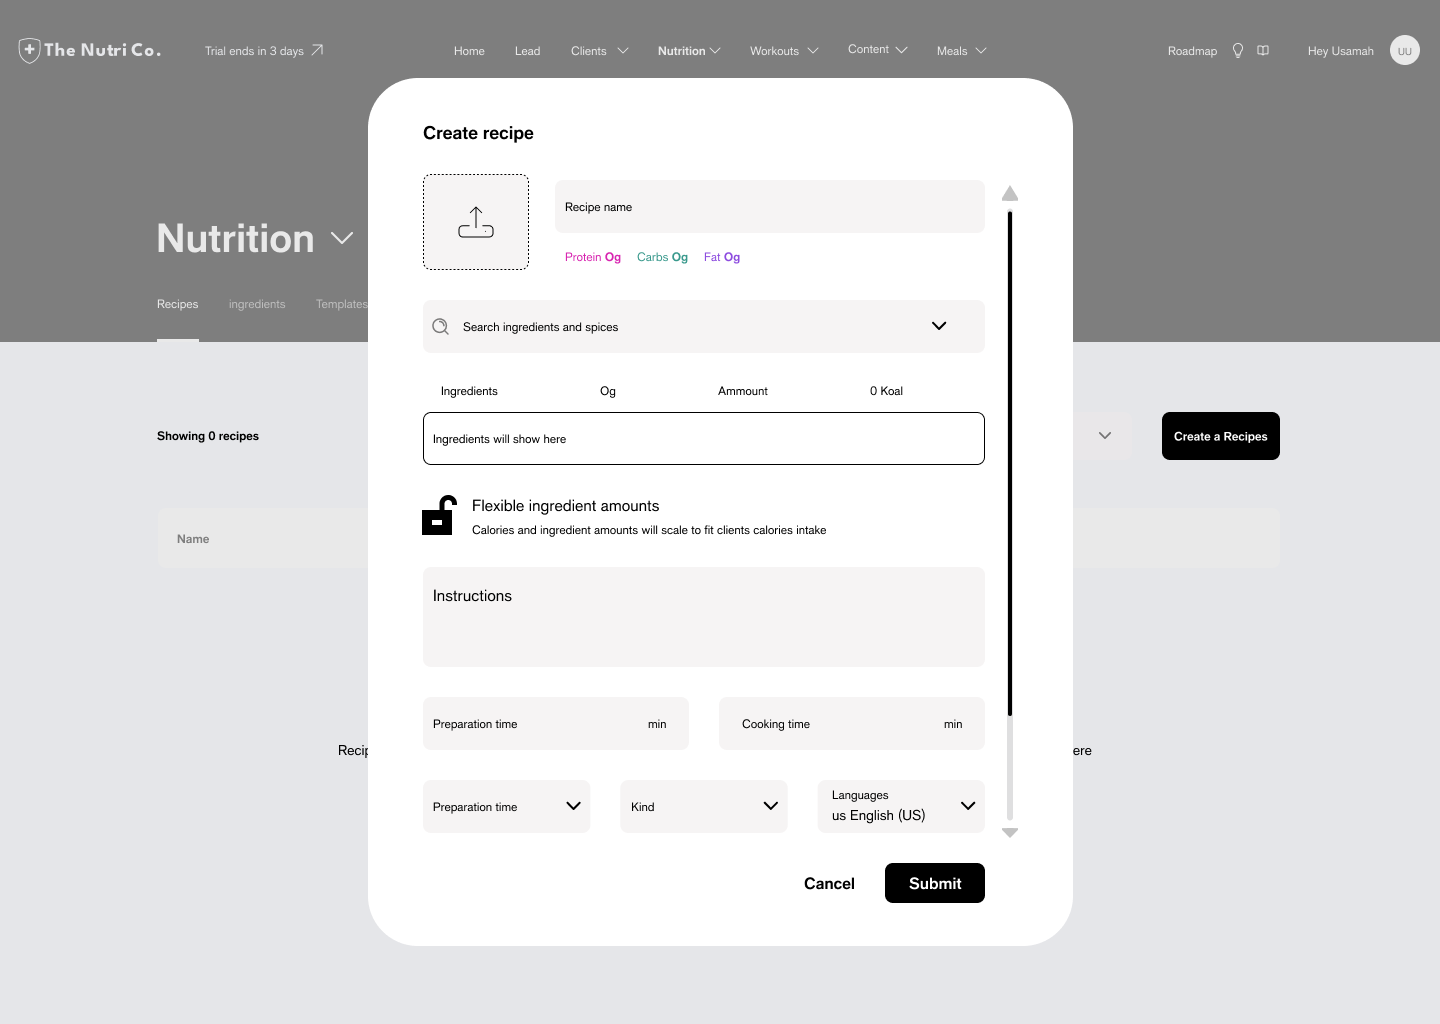 The Nutri Co.
Trial ends in 3 days
Home
Lead
Clients
Nutrition
Workouts
Content
Meals
Roadmap
Hey Usamah
UU
Create recipe
Recipe name
Protein Og
Carbs Og
Fat Og
Nutrition
Recipes
ingredients
Templates
Search ingredients and spices
Ingredients
Og
Ammount
0 Koal
Showing 0 recipes
Create a Recipes
Ingredients will show here
Flexible ingredient amounts
Calories and ingredient amounts will scale to fit clients calories intake
Name
Instructions
Preparation time
min
Cooking time
min
Recip
ere
Preparation time
Kind
Languages
us English (US)
Cancel
Submit